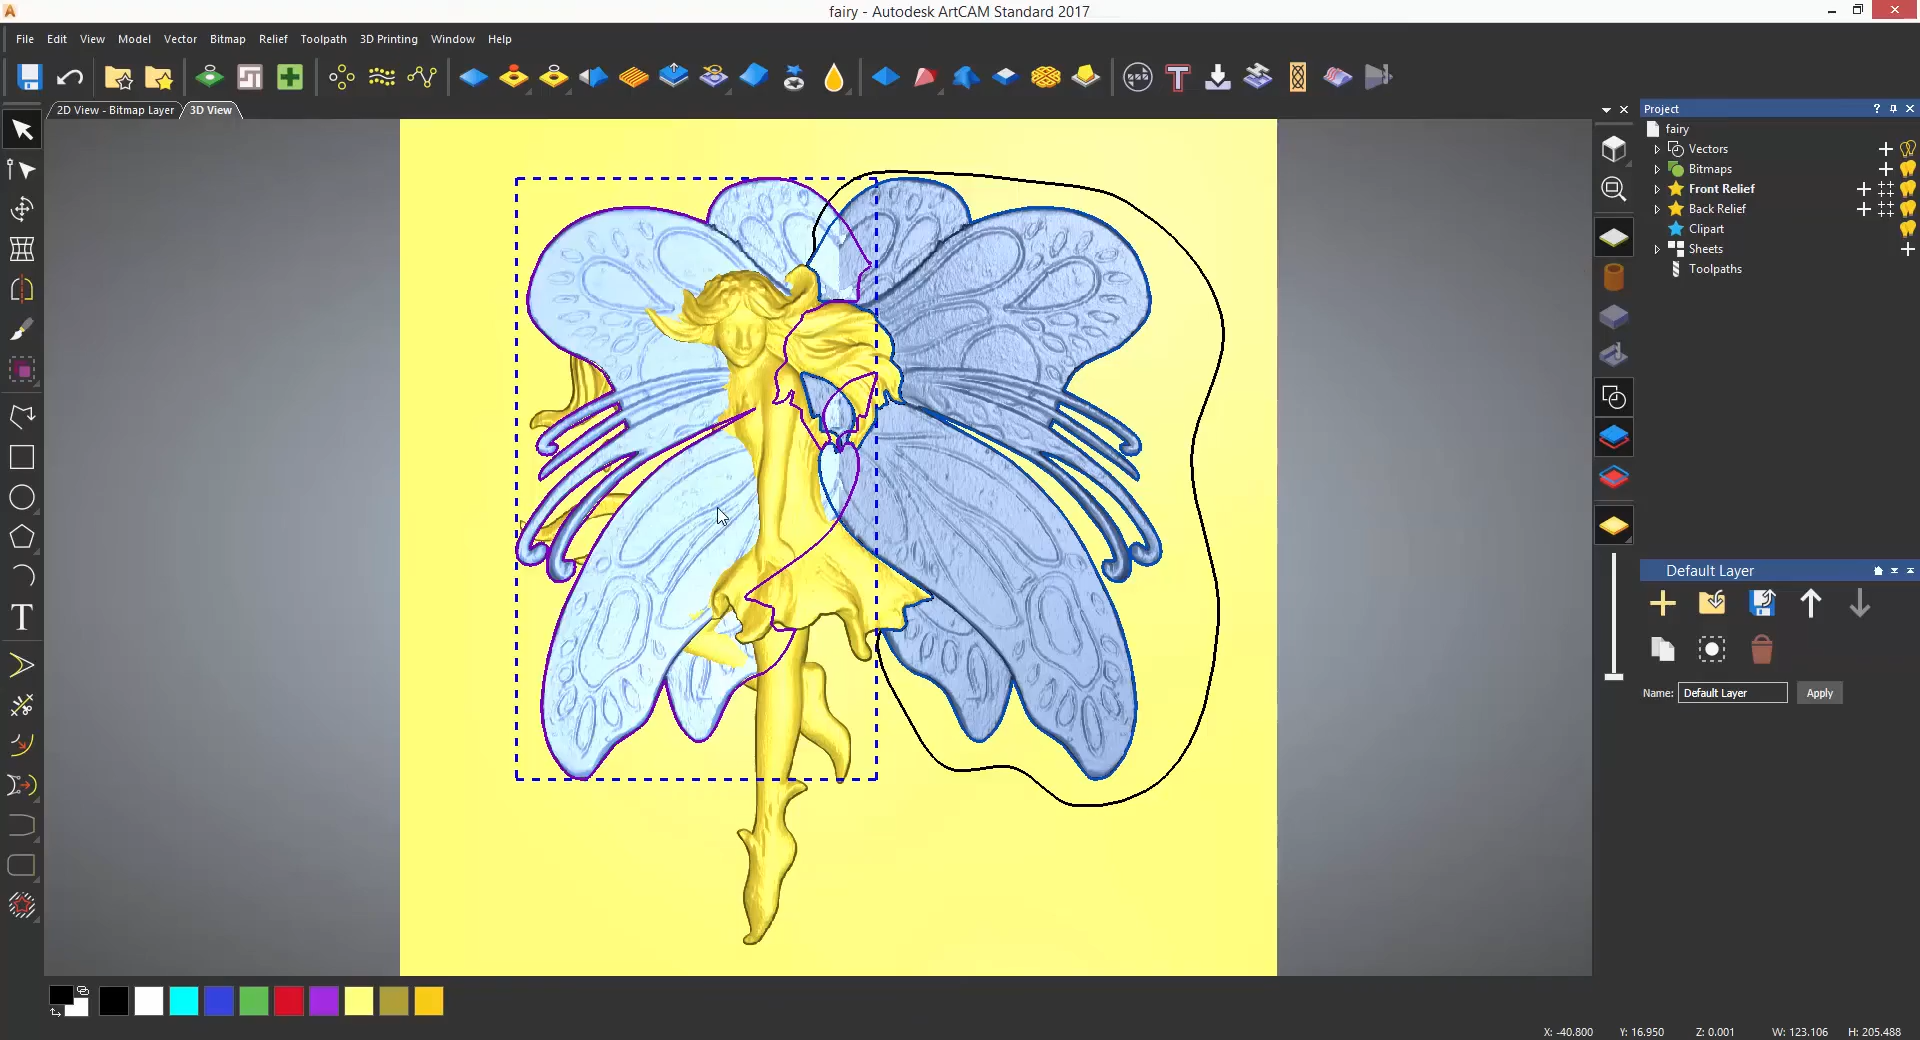 fairy - Autodesk ArtCAM Standard 2017
File Edit View Model Vector Bitmap Relief Toolpath 3D Printing Window Help
2D View - Bitmap Layer 3D View
Project
fairy
Vectors
Bitmaps
Front Relief
Back Relief
Clipart
Sheets
Toolpaths
Default Layer
Name: Default Layer Apply
X: -40.800 Y: 16.950 Z: 0.001 W: 123.106 H: 205.488